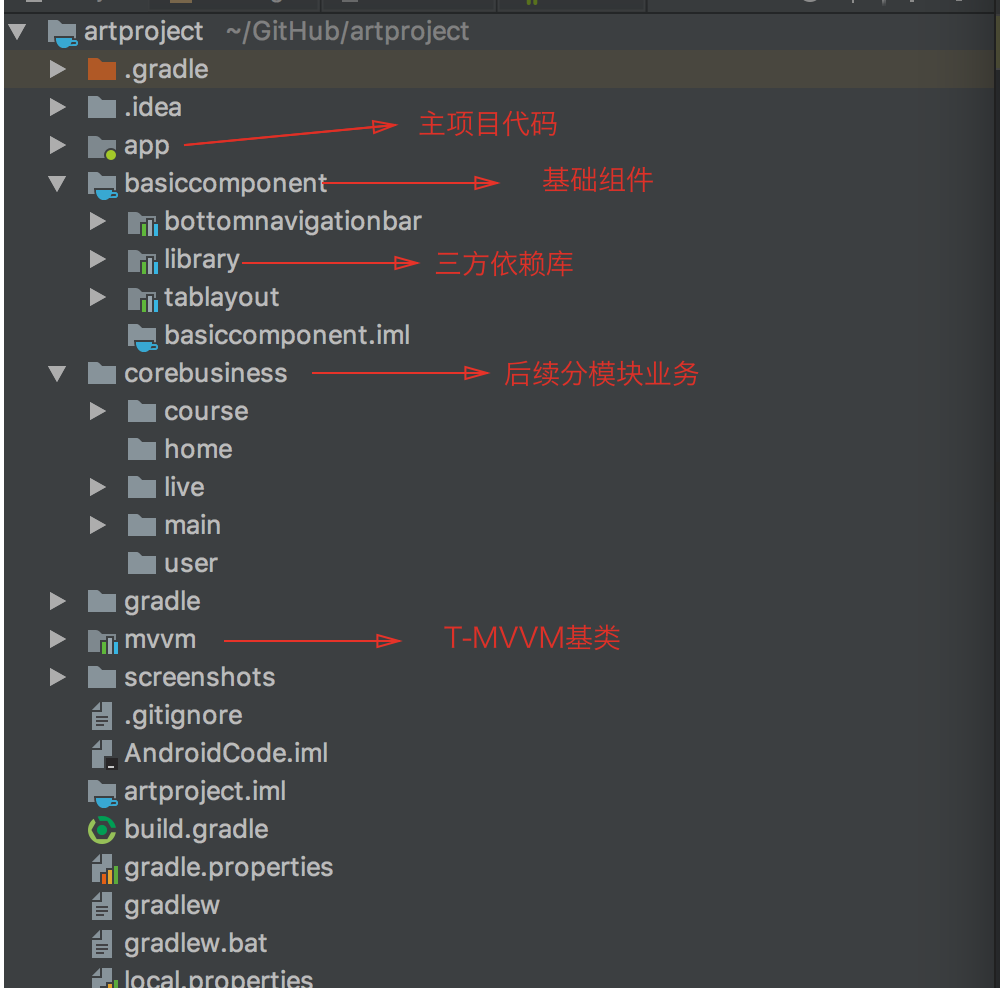 artproject ~/GitHub/artproject
.gradle
.idea
app 主项目代码
basiccomponent 基础组件
bottomnavigationbar
library 三方依赖库
tablayout
basiccomponent.iml
corebusiness 后续分模块业务
course
home
live
main
user
gradle
mvvm T-MVVM基类
screenshots
.gitignore
AndroidCode.iml
artproject.iml
build.gradle
gradle.properties
gradlew
gradlew.bat
local.properties